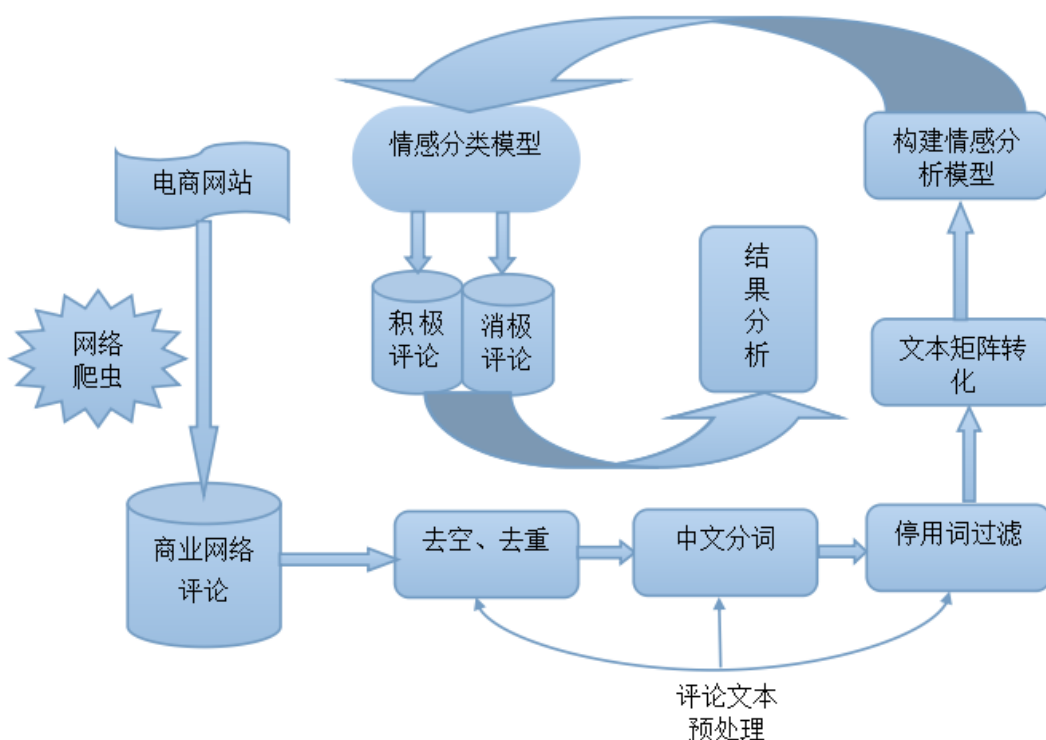 情感分类模型
构建情感分
析模型
电商网站
结
果
分
析
积极
评论
消极
评论
网络
爬虫
文本矩阵转
化
商业网络
评论
去空、去重
中文分词
停用词过滤
评论文本
预处理